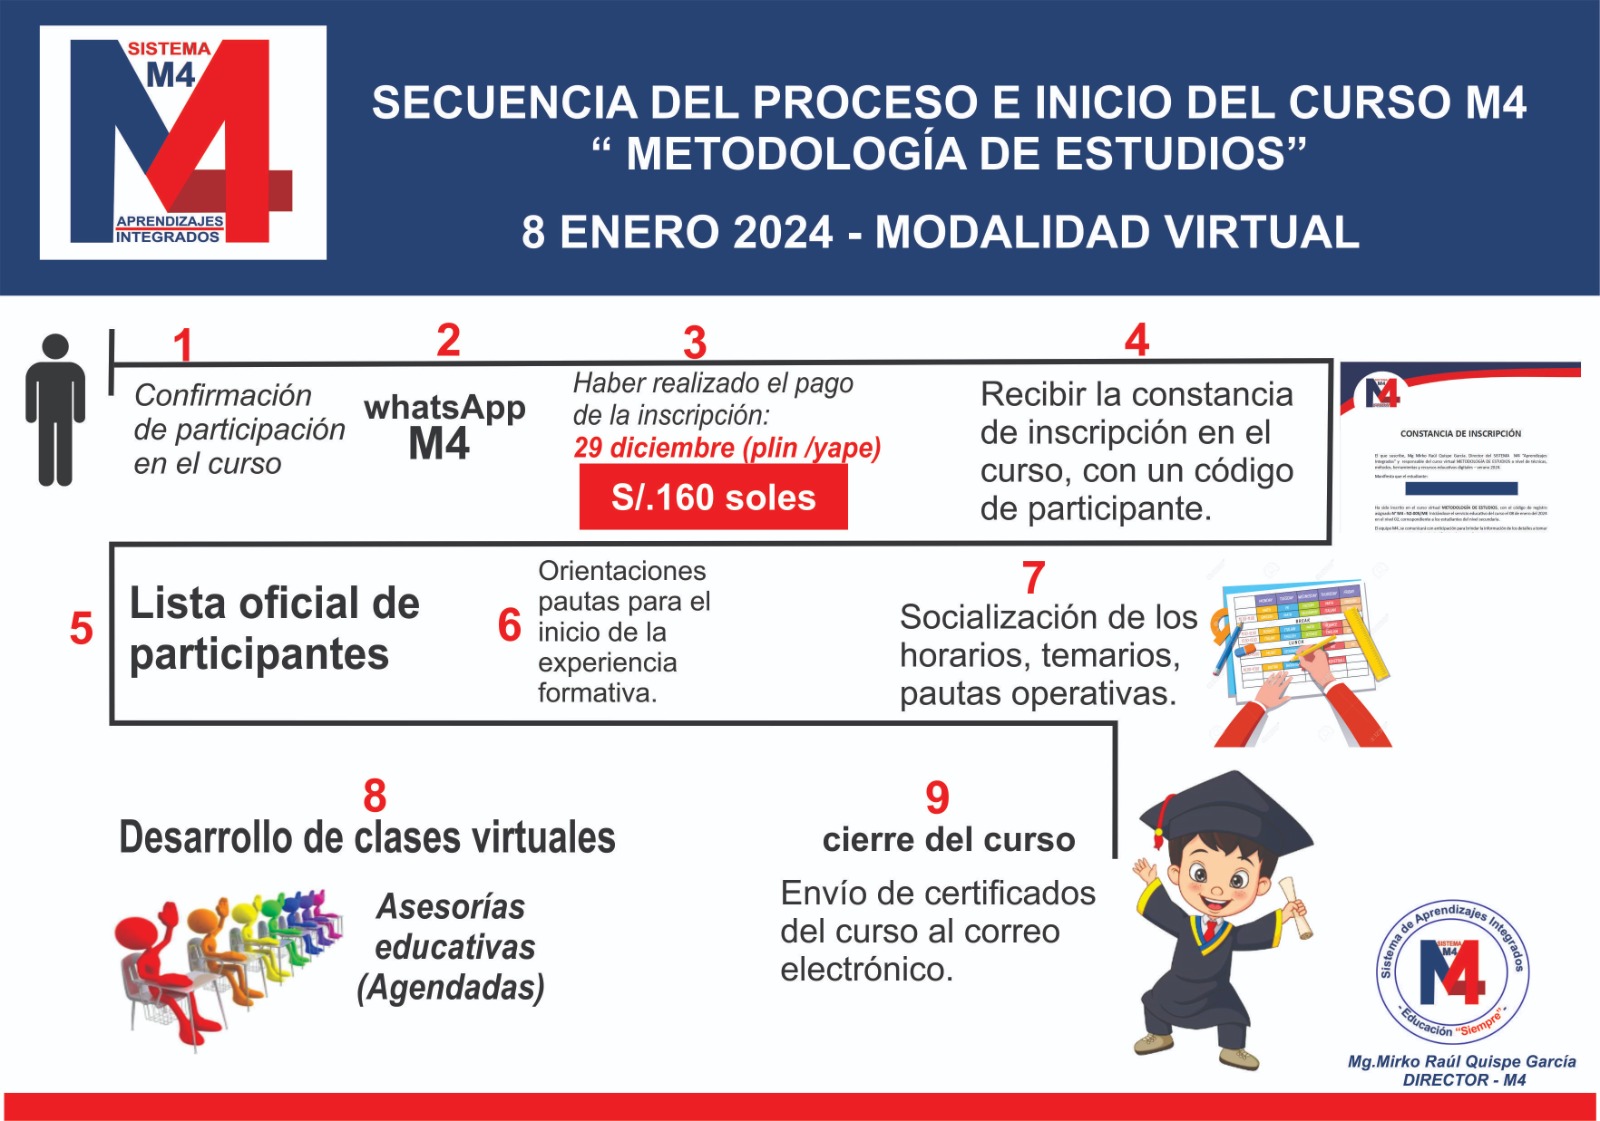 SISTEMA
M4
APRENDIZAJES
INTEGRADOS
SECUENCIA DEL PROCESO E INICIO DEL CURSO M4
“ METODOLOGÍA DE ESTUDIOS”
8 ENERO 2024 - MODALIDAD VIRTUAL
1
Confirmación
de participación
en el curso
2
whatsApp
M4
3
Haber realizado el pago
de la inscripción:
29 diciembre (plin /yape)
S/.160 soles
4
Recibir la constancia
de inscripción en el
curso, con un código
de participante.
CONSTANCIA DE INSCRIPCIÓN
5
Lista oficial de
participantes
6
Orientaciones
pautas para el
inicio de la
experiencia
formativa.
7
Socialización de los
horarios, temarios,
pautas operativas.
8
Desarrollo de clases virtuales
Asesorías
educativas
(Agendadas)
9
cierre del curso
Envío de certificados
del curso al correo
electrónico.
Sistema de Aprendizajes Integrados
SISTEMA
M4
- Educación "Siempre" -
Mg.Mirko Raúl Quispe García
DIRECTOR - M4